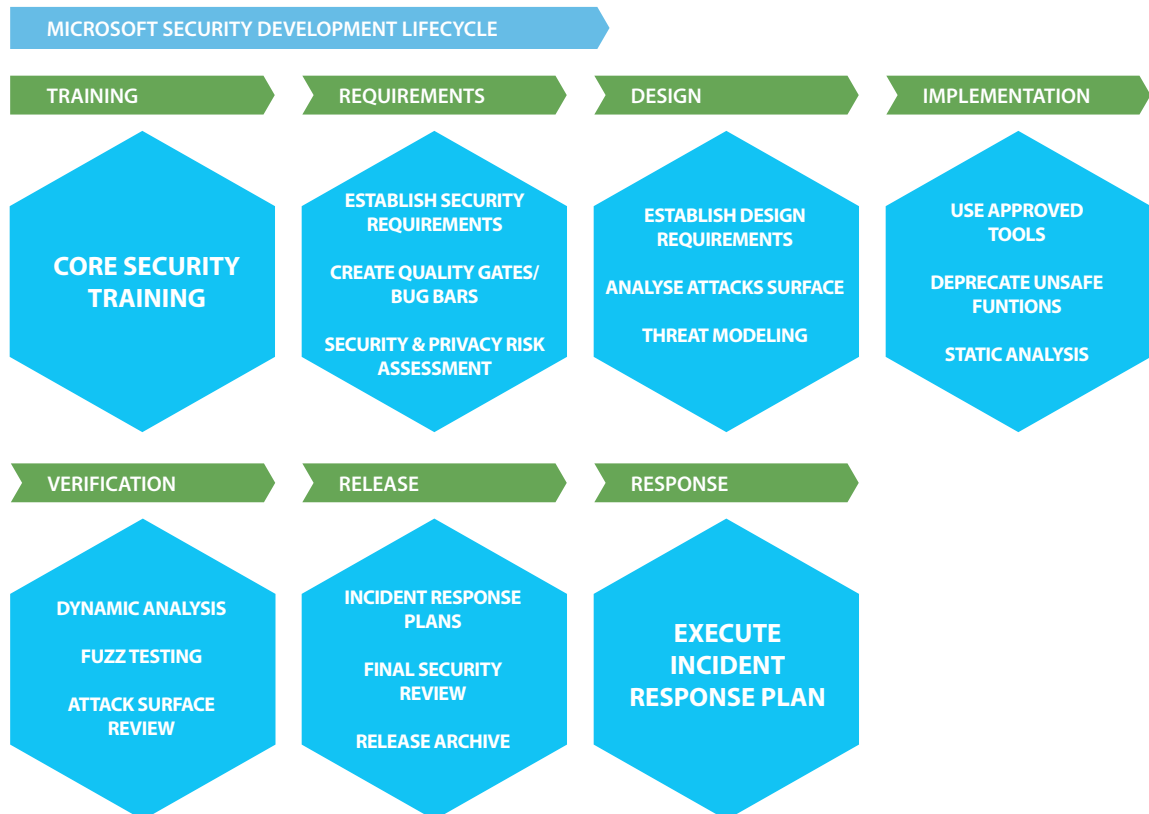 MICROSOFT SECURITY DEVELOPMENT LIFECYCLE
TRAINING
CORE SECURITY
TRAINING
REQUIREMENTS
ESTABLISH SECURITY
REQUIREMENTS
CREATE QUALITY GATES/
BUG BARS
SECURITY & PRIVACY RISK
ASSESSMENT
DESIGN
ESTABLISH DESIGN
REQUIREMENTS
ANALYSE ATTACKS SURFACE
THREAT MODELING
IMPLEMENTATION
USE APPROVED
TOOLS
DEPRECATE UNSAFE
FUNTIONS
STATIC ANALYSIS
VERIFICATION
DYNAMIC ANALYSIS
FUZZ TESTING
ATTACK SURFACE
REVIEW
RELEASE
INCIDENT RESPONSE
PLANS
FINAL SECURITY
REVIEW
RELEASE ARCHIVE
RESPONSE
EXECUTE
INCIDENT
RESPONSE PLAN